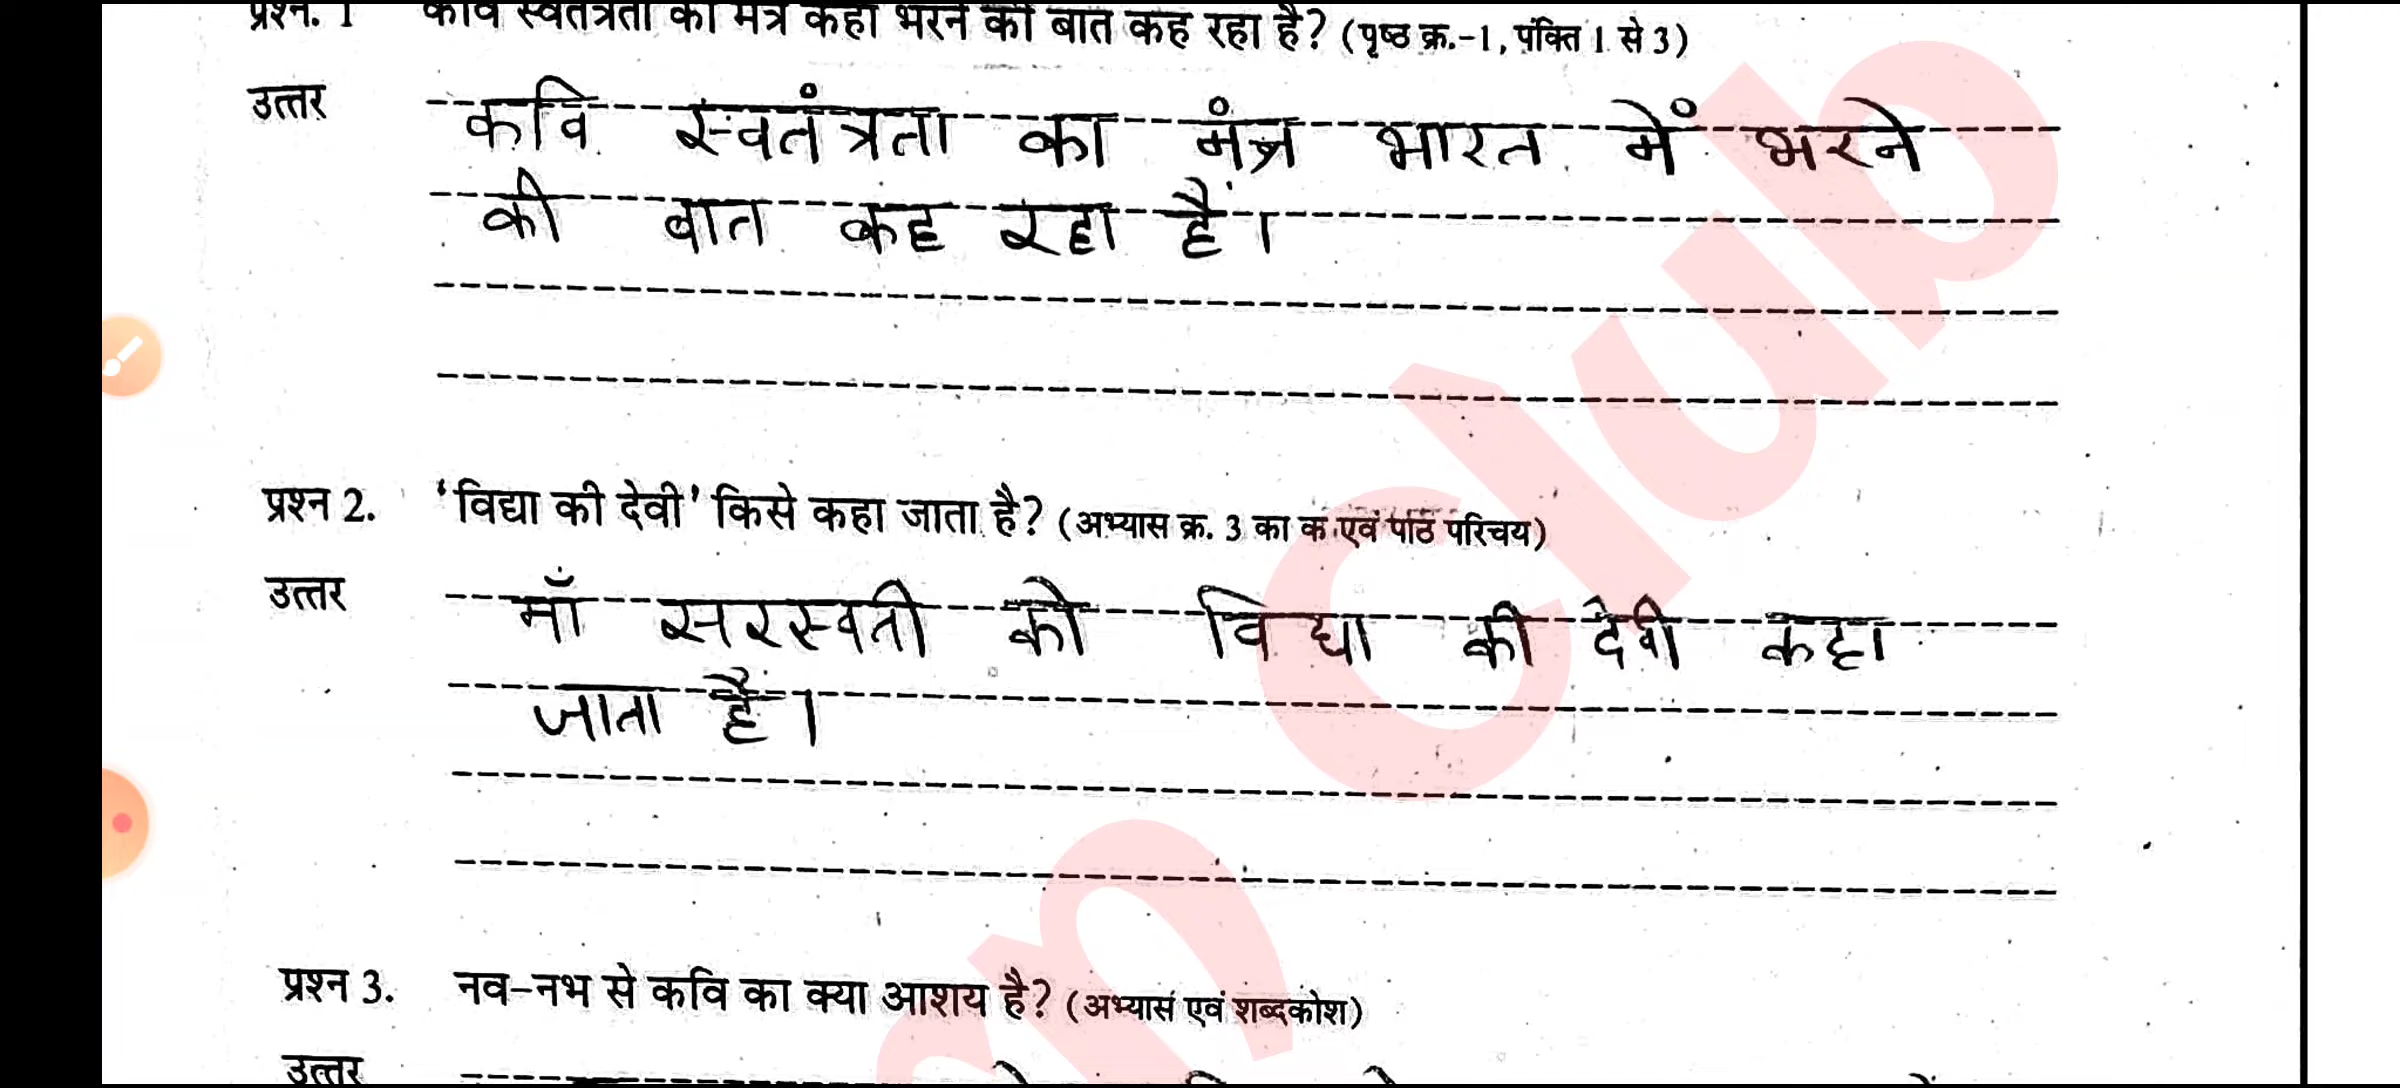 प्रश्न. 1 कवि स्वतंत्रता का मंत्र कहाँ भरने की बात कह रहा है? (पृष्ठ क्र.-1, पंक्ति 1 से 3)
उत्तर कवि स्वतंत्रता का मंत्र भारत में भरने
की बात कह रहा है।
प्रश्न 2. 'विद्या की देवी' किसे कहा जाता है? (अभ्यास क्र. 3 का क एवं पाठ परिचय)
उत्तर माँ सरस्वती को विद्या की देवी कहा
जाता है।
प्रश्न 3. नव-नभ से कवि का क्या आशय है? (अभ्यास एवं शब्दकोश)
उत्तर
club